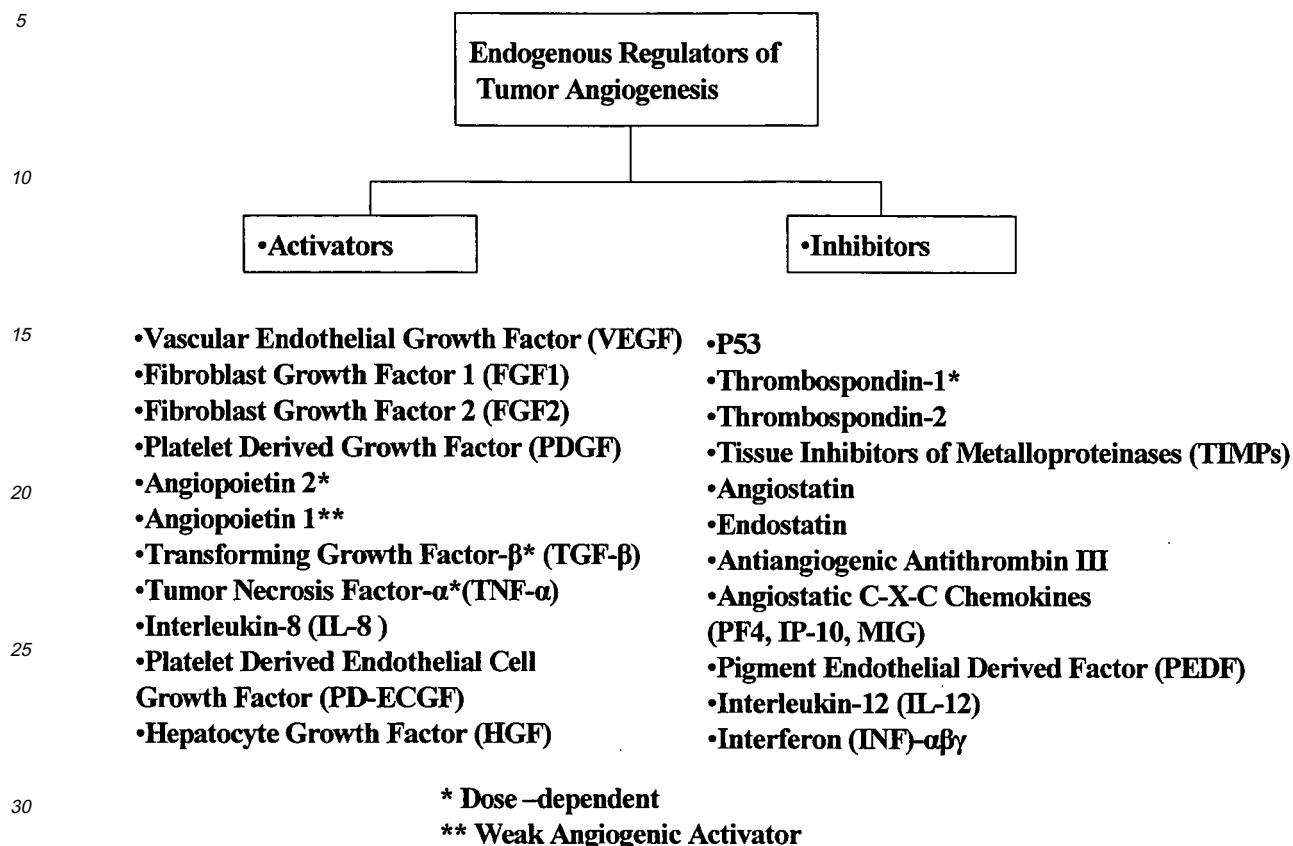 5
Endogenous Regulators of
Tumor Angiogenesis
10
•Activators
•Inhibitors
15
•Vascular Endothelial Growth Factor (VEGF)
•Fibroblast Growth Factor 1 (FGF1)
•Fibroblast Growth Factor 2 (FGF2)
•Platelet Derived Growth Factor (PDGF)
20
•Angiopoietin 2*
•Angiopoietin 1**
•Transforming Growth Factor-β* (TGF-β)
•Tumor Necrosis Factor-α*(TNF-α)
•Interleukin-8 (IL-8 )
25
•Platelet Derived Endothelial Cell
Growth Factor (PD-ECGF)
•Hepatocyte Growth Factor (HGF)
•P53
•Thrombospondin-1*
•Thrombospondin-2
•Tissue Inhibitors of Metalloproteinases (TIMPs)
•Angiostatin
•Endostatin
•Antiangiogenic Antithrombin III
•Angiostatic C-X-C Chemokines
(PF4, IP-10, MIG)
•Pigment Endothelial Derived Factor (PEDF)
•Interleukin-12 (IL-12)
•Interferon (INF)-αβγ
30
* Dose –dependent
** Weak Angiogenic Activator